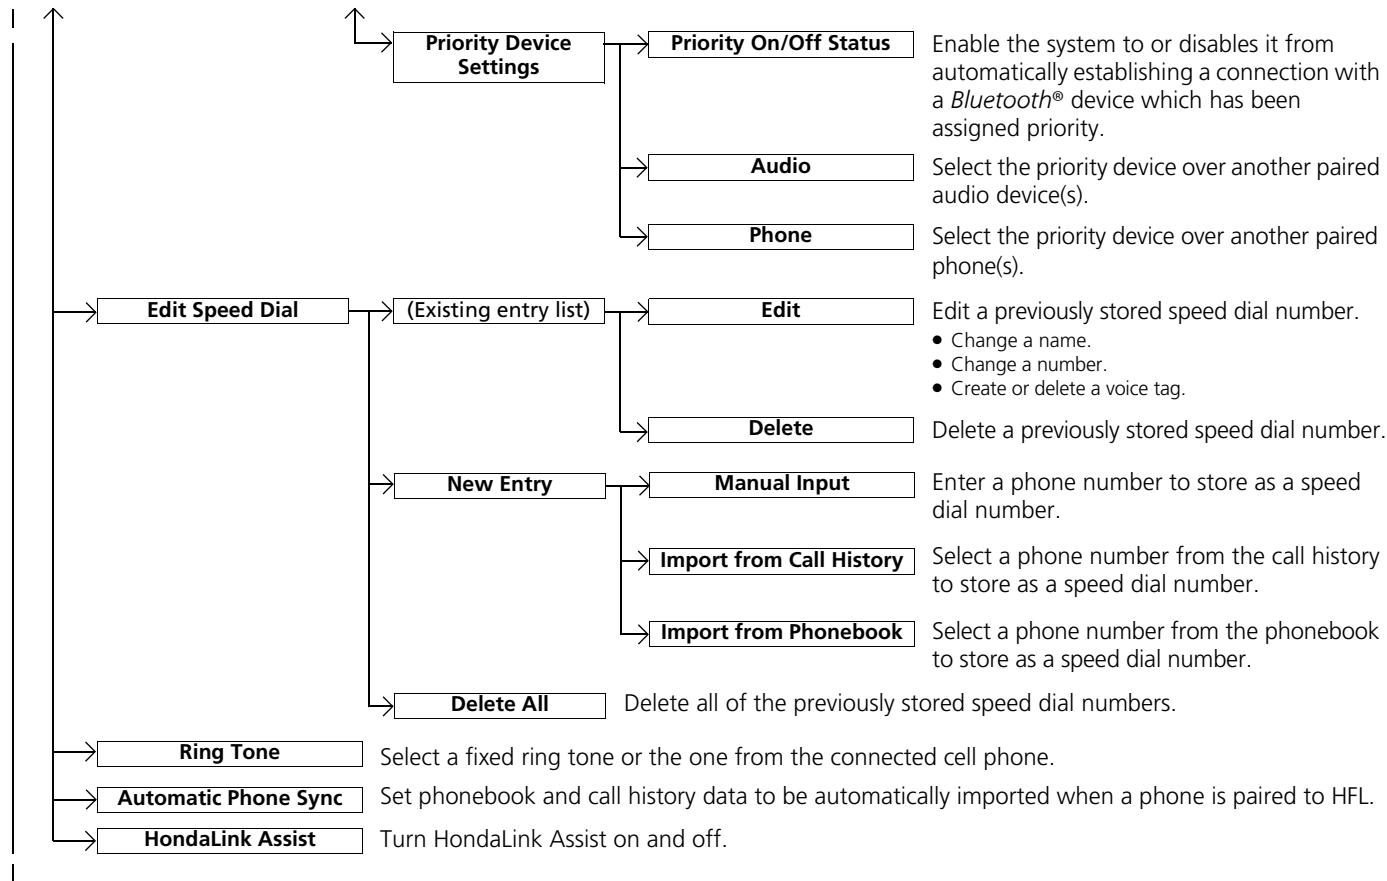 Priority Device
Settings
Priority On/Off Status
Enable the system to or disables it from
automatically establishing a connection with
a Bluetooth® device which has been
assigned priority.
Audio
Select the priority device over another paired
audio device(s).
Phone
Select the priority device over another paired
phone(s).
Edit Speed Dial
(Existing entry list)
Edit
Edit a previously stored speed dial number.
● Change a name.
● Change a number.
● Create or delete a voice tag.
Delete
Delete a previously stored speed dial number.
New Entry
Manual Input
Enter a phone number to store as a speed
dial number.
Import from Call History
Select a phone number from the call history
to store as a speed dial number.
Import from Phonebook
Select a phone number from the phonebook
to store as a speed dial number.
Delete All
Delete all of the previously stored speed dial numbers.
Ring Tone
Select a fixed ring tone or the one from the connected cell phone.
Automatic Phone Sync
Set phonebook and call history data to be automatically imported when a phone is paired to HFL.
HondaLink Assist
Turn HondaLink Assist on and off.